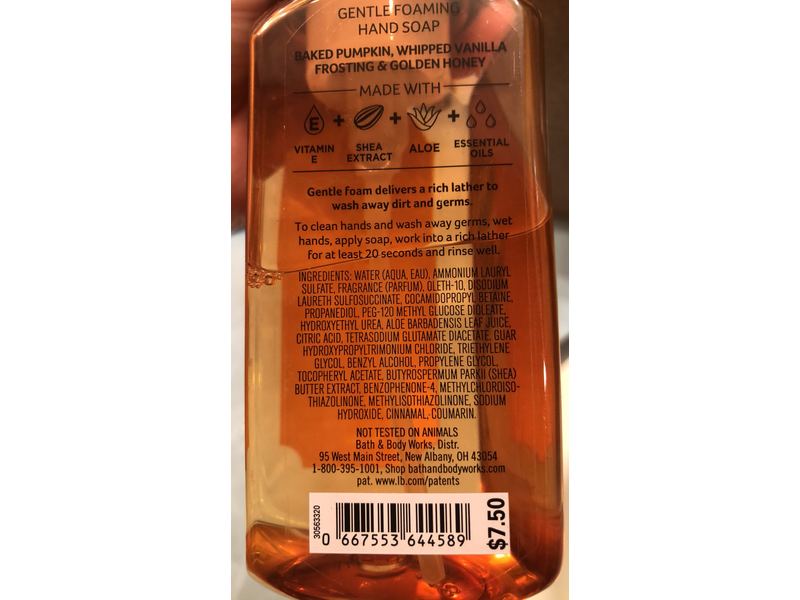 GENTLE FOAMING
HAND SOAP
BAKED PUMPKIN, WHIPPED VANILLA
FROSTING & GOLDEN HONEY
MADE WITH
E + + +
VITAMIN E SHEA EXTRACT ALOE ESSENTIAL OILS
Gentle foam delivers a rich lather to
wash away dirt and germs.
To clean hands and wash away germs, wet
hands, apply soap, work into a rich lather
for at least 20 seconds and rinse well.
INGREDIENTS: WATER (AQUA, EAU), AMMONIUM LAURYL
SULFATE, FRAGRANCE (PARFUM), OLETH-10, DISODIUM
LAURETH SULFOSUCCINATE, COCAMIDOPROPYL BETAINE,
PROPANEDIOL, PEG-120 METHYL GLUCOSE DIOLEATE,
HYDROXYETHYL UREA, ALOE BARBADENSIS LEAF JUICE,
CITRIC ACID, TETRASODIUM GLUTAMATE DIACETATE, GUAR
HYDROXYPROPYLTRIMONIUM CHLORIDE, TRIETHYLENE
GLYCOL, BENZYL ALCOHOL, PROPYLENE GLYCOL,
TOCOPHERYL ACETATE, BUTYROSPERMUM PARKII (SHEA)
BUTTER EXTRACT, BENZOPHENONE-4, METHYLCHLOROISO-
THIAZOLINONE, METHYLISOTHIAZOLINONE, SODIUM
HYDROXIDE, CINNAMAL, COUMARIN.
NOT TESTED ON ANIMALS
Bath & Body Works, Distr.
95 West Main Street, New Albany, OH 43054
1-800-395-1001, Shop bathandbodyworks.com
pat. www.lb.com/patents
30563320
0 667553 644589
$7.50